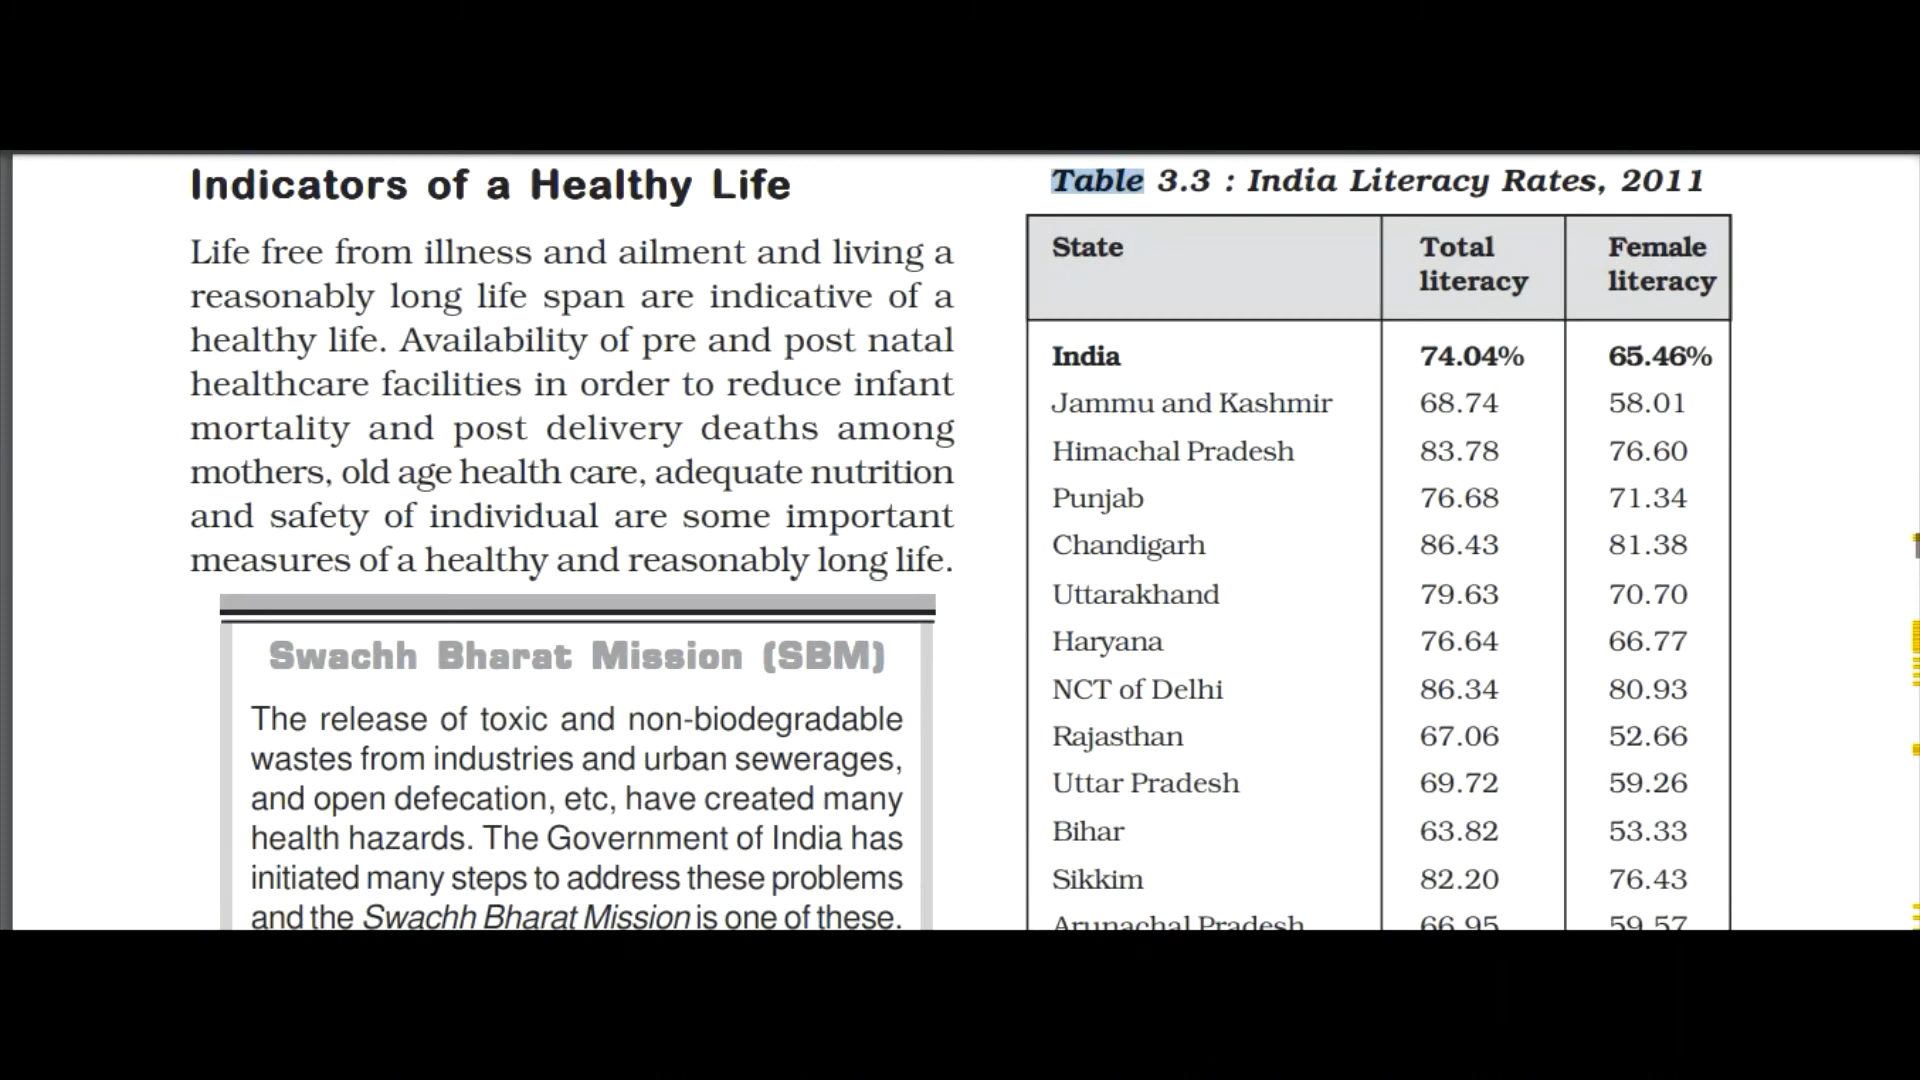 Indicators of a Healthy Life
Life free from illness and ailment and living a
reasonably long life span are indicative of a
healthy life. Availability of pre and post natal
healthcare facilities in order to reduce infant
mortality and post delivery deaths among
mothers, old age health care, adequate nutrition
and safety of individual are some important
measures of a healthy and reasonably long life.
Swachh Bharat Mission (SBM)
The release of toxic and non-biodegradable
wastes from industries and urban sewerages,
and open defecation, etc, have created many
health hazards. The Government of India has
initiated many steps to address these problems
and the Swachh Bharat Mission is one of these.
Table 3.3 : India Literacy Rates, 2011
State Total literacy Female literacy
India 74.04% 65.46%
Jammu and Kashmir 68.74 58.01
Himachal Pradesh 83.78 76.60
Punjab 76.68 71.34
Chandigarh 86.43 81.38
Uttarakhand 79.63 70.70
Haryana 76.64 66.77
NCT of Delhi 86.34 80.93
Rajasthan 67.06 52.66
Uttar Pradesh 69.72 59.26
Bihar 63.82 53.33
Sikkim 82.20 76.43
Arunachal Pradesh 66.95 59.57